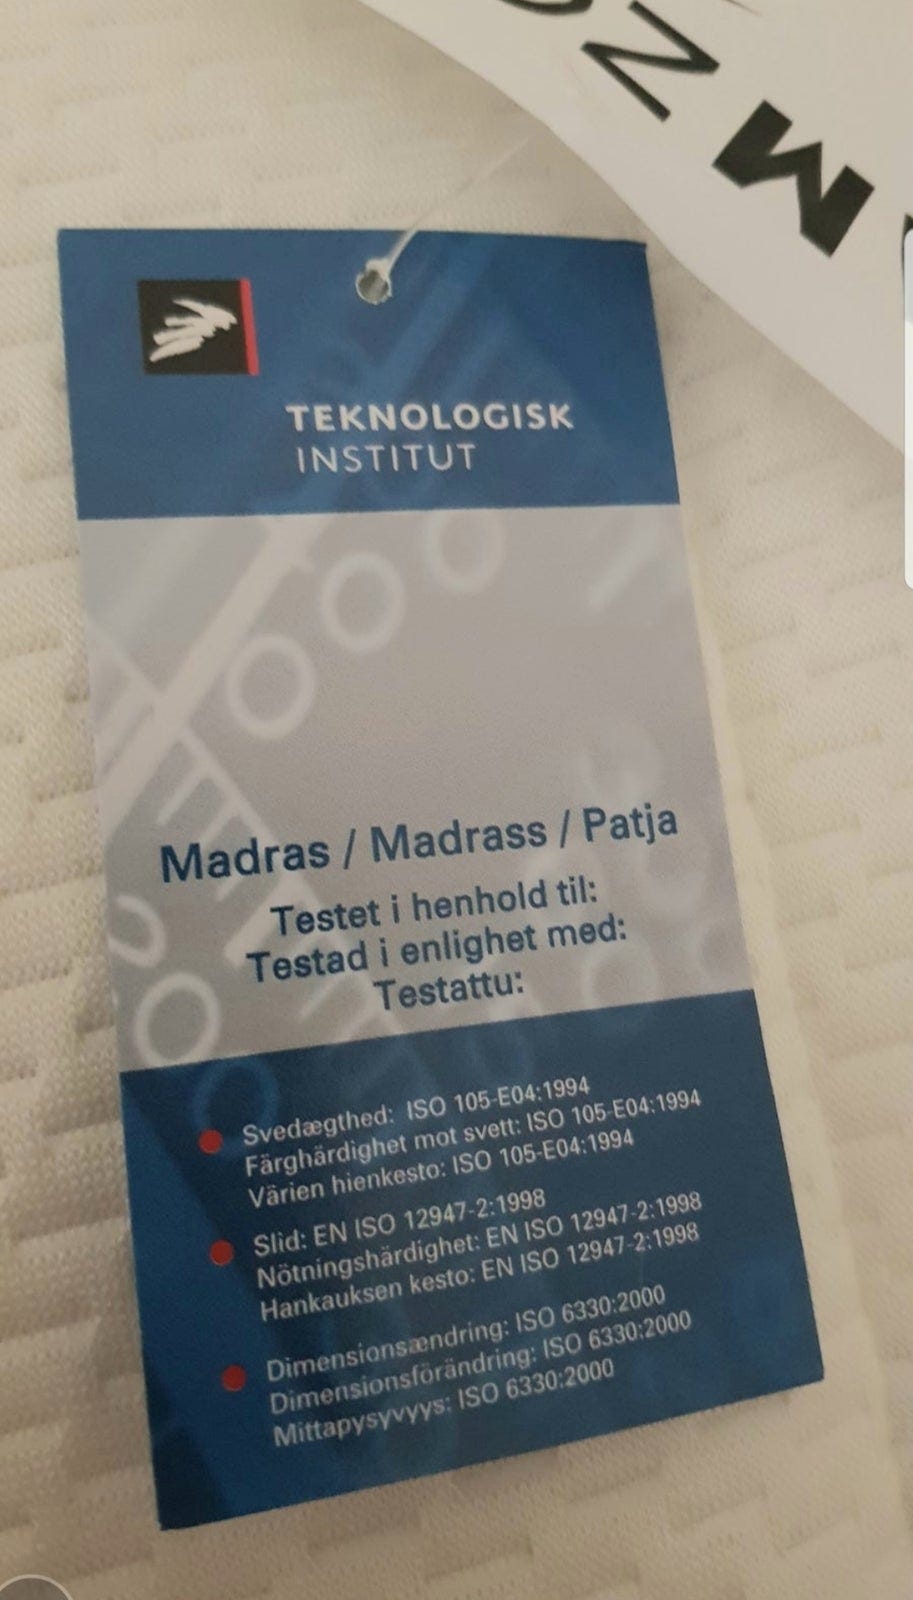 TEKNOLOGISK
INSTITUT
Madras / Madrass / Patja
Testet i henhold til:
Testad i enlighet med:
Testattu:
Svedægthed: ISO 105-E04:1994
Färghärdighet mot svett: ISO 105-E04:1994
Värien hienkesto: ISO 105-E04:1994
Slid: EN ISO 12947-2:1998
Nötningshärdighet: EN ISO 12947-2:1998
Hankauksen kesto: EN ISO 12947-2:1998
Dimensionsændring: ISO 6330:2000
Dimensionsförändring: ISO 6330:2000
Mittapysyvyys: ISO 6330:2000